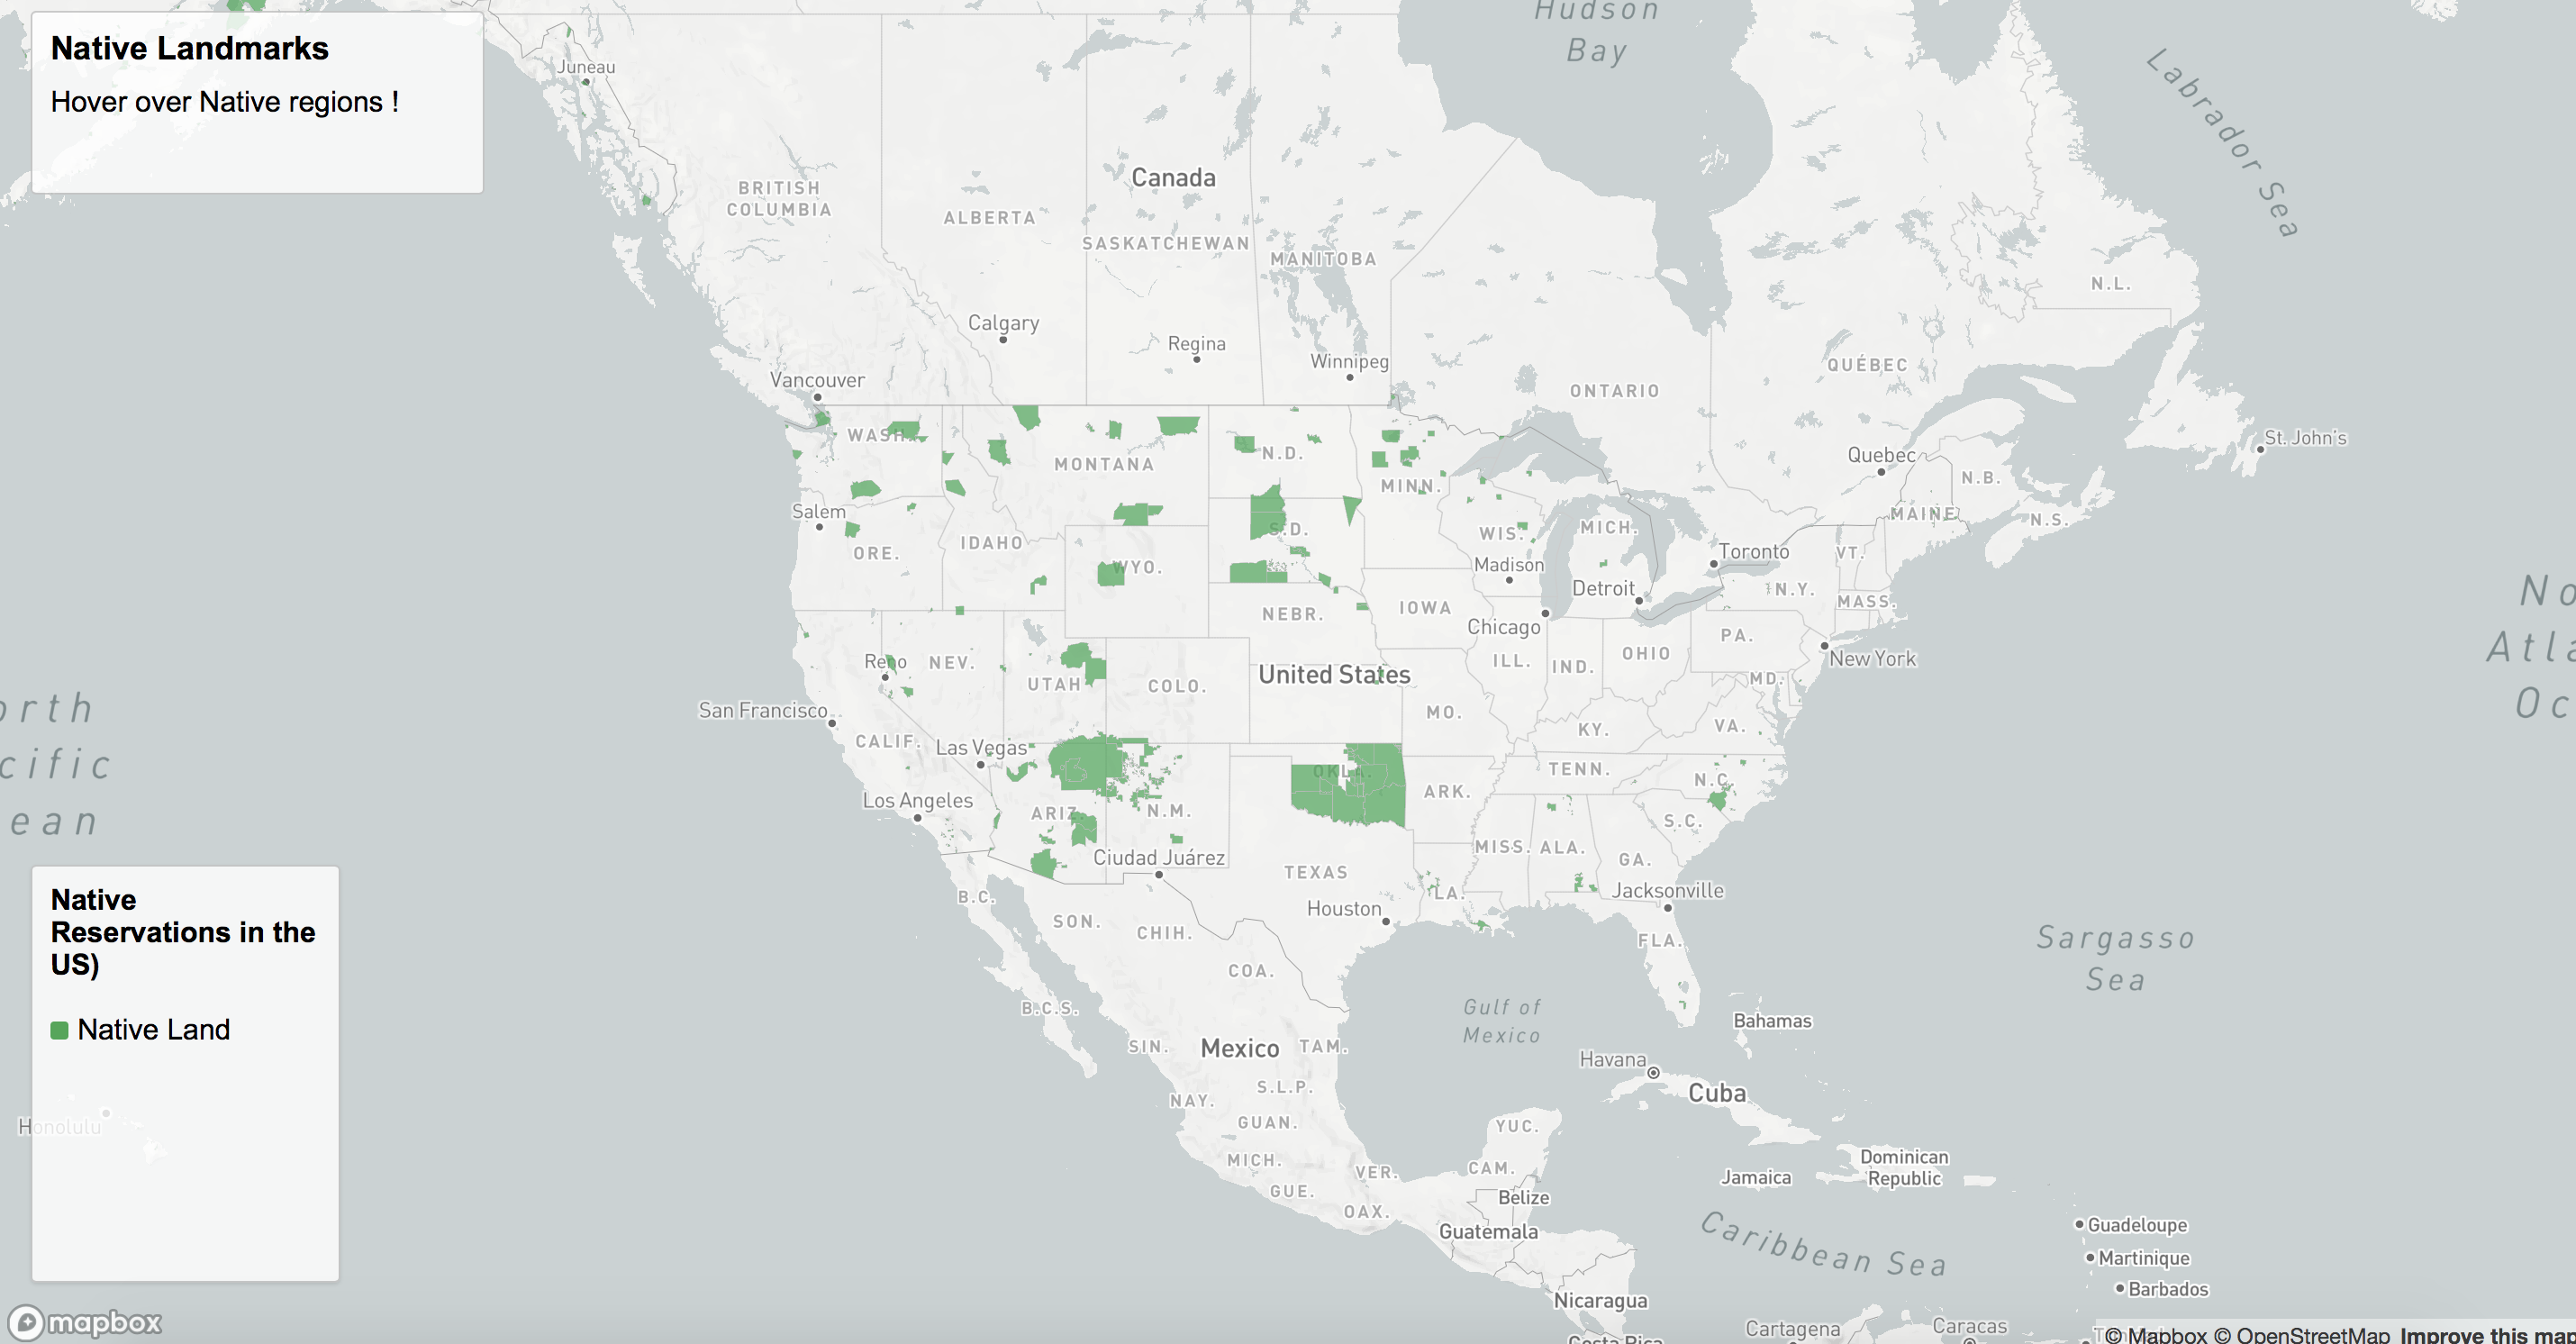 Native Landmarks
Hover over Native regions !
Hudson
Bay
Labrador Sea
Juneau
Canada
BRITISH
COLUMBIA
ALBERTA
SASKATCHEWAN
MANITOBA
N.L.
Calgary
Regina
Winnipeg
QUÉBEC
ONTARIO
Vancouver
WASH.
MONTANA
N.D.
MINN.
Quebec
St. John's
N.B.
MAINE
N.S.
Salem
ORE.
IDAHO
WYO.
S.D.
WIS.
MICH.
Toronto
VT.
Madison
Detroit
N.Y.
MASS.
NEBR.
IOWA
Chicago
PA.
Reno
NEV.
UTAH
COLO.
United States
ILL.
IND.
OHIO
New York
MD.
San Francisco
CALIF.
Las Vegas
MO.
KY.
VA.
Los Angeles
ARIZ.
N.M.
OKLA.
ARK.
TENN.
N.C.
S.C.
Ciudad Juárez
TEXAS
MISS.
ALA.
GA.
LA.
Jacksonville
Houston
B.C.
SON.
CHIH.
COA.
FLA.
Sargasso
Sea
B.C.S.
Gulf of
Mexico
Bahamas
SIN.
Mexico
TAM.
Havana
Cuba
S.L.P.
NAY.
GUAN.
YUC.
MICH.
VER.
CAM.
GUE.
OAX.
Belize
Guatemala
Jamaica
Dominican
Republic
Caribbean Sea
Guadeloupe
Martinique
Barbados
Nicaragua
Costa Rica
Cartagena
Caracas
No
Atla
Oc
orth
cific
ean
Native
Reservations in the
US)
Native Land
Honolulu
mapbox
© Mapbox © OpenStreetMap Improve this ma